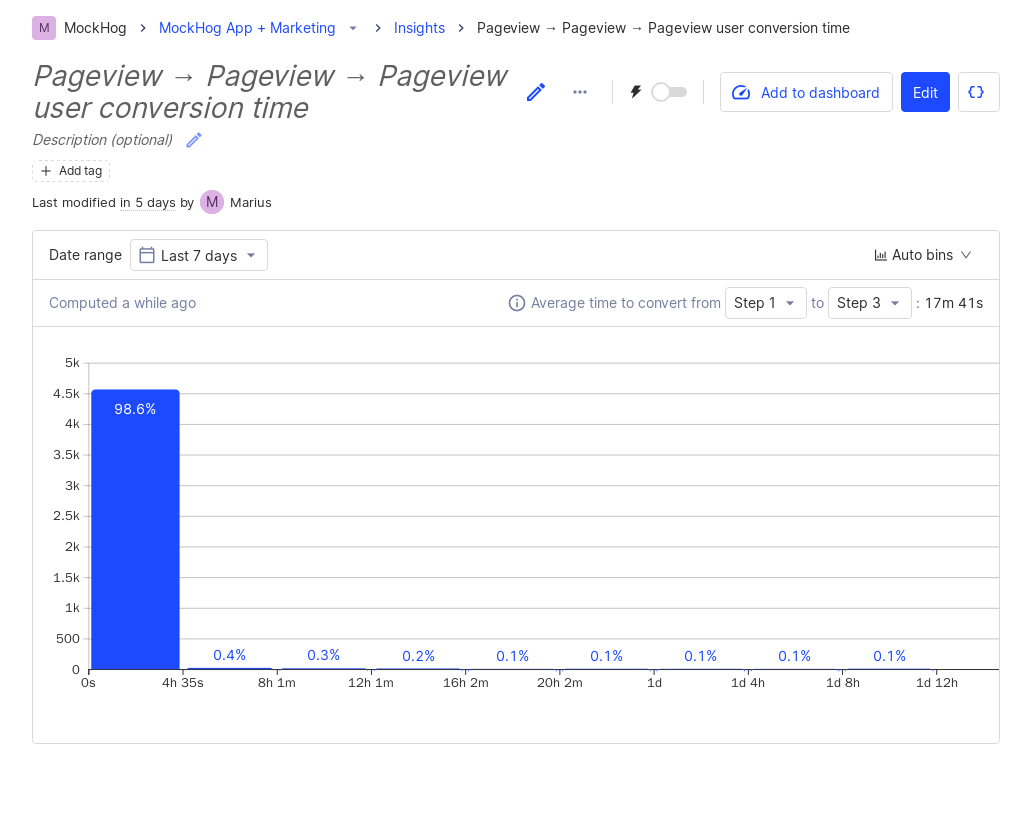 M MockHog > MockHog App + Marketing > Insights > Pageview → Pageview → Pageview user conversion time
Pageview → Pageview → Pageview
user conversion time
Add to dashboard
Edit
Description (optional)
+ Add tag
Last modified in 5 days by M Marius
Date range Last 7 days
Auto bins
Computed a while ago
Average time to convert from Step 1 to Step 3 : 17m 41s
5k
4.5k
98.6%
4k
3.5k
3k
2.5k
2k
1.5k
1k
500
0.4% 0.3% 0.2% 0.1% 0.1% 0.1% 0.1% 0.1%
0
0s 4h 35s 8h 1m 12h 1m 16h 2m 20h 2m 1d 1d 4h 1d 8h 1d 12h